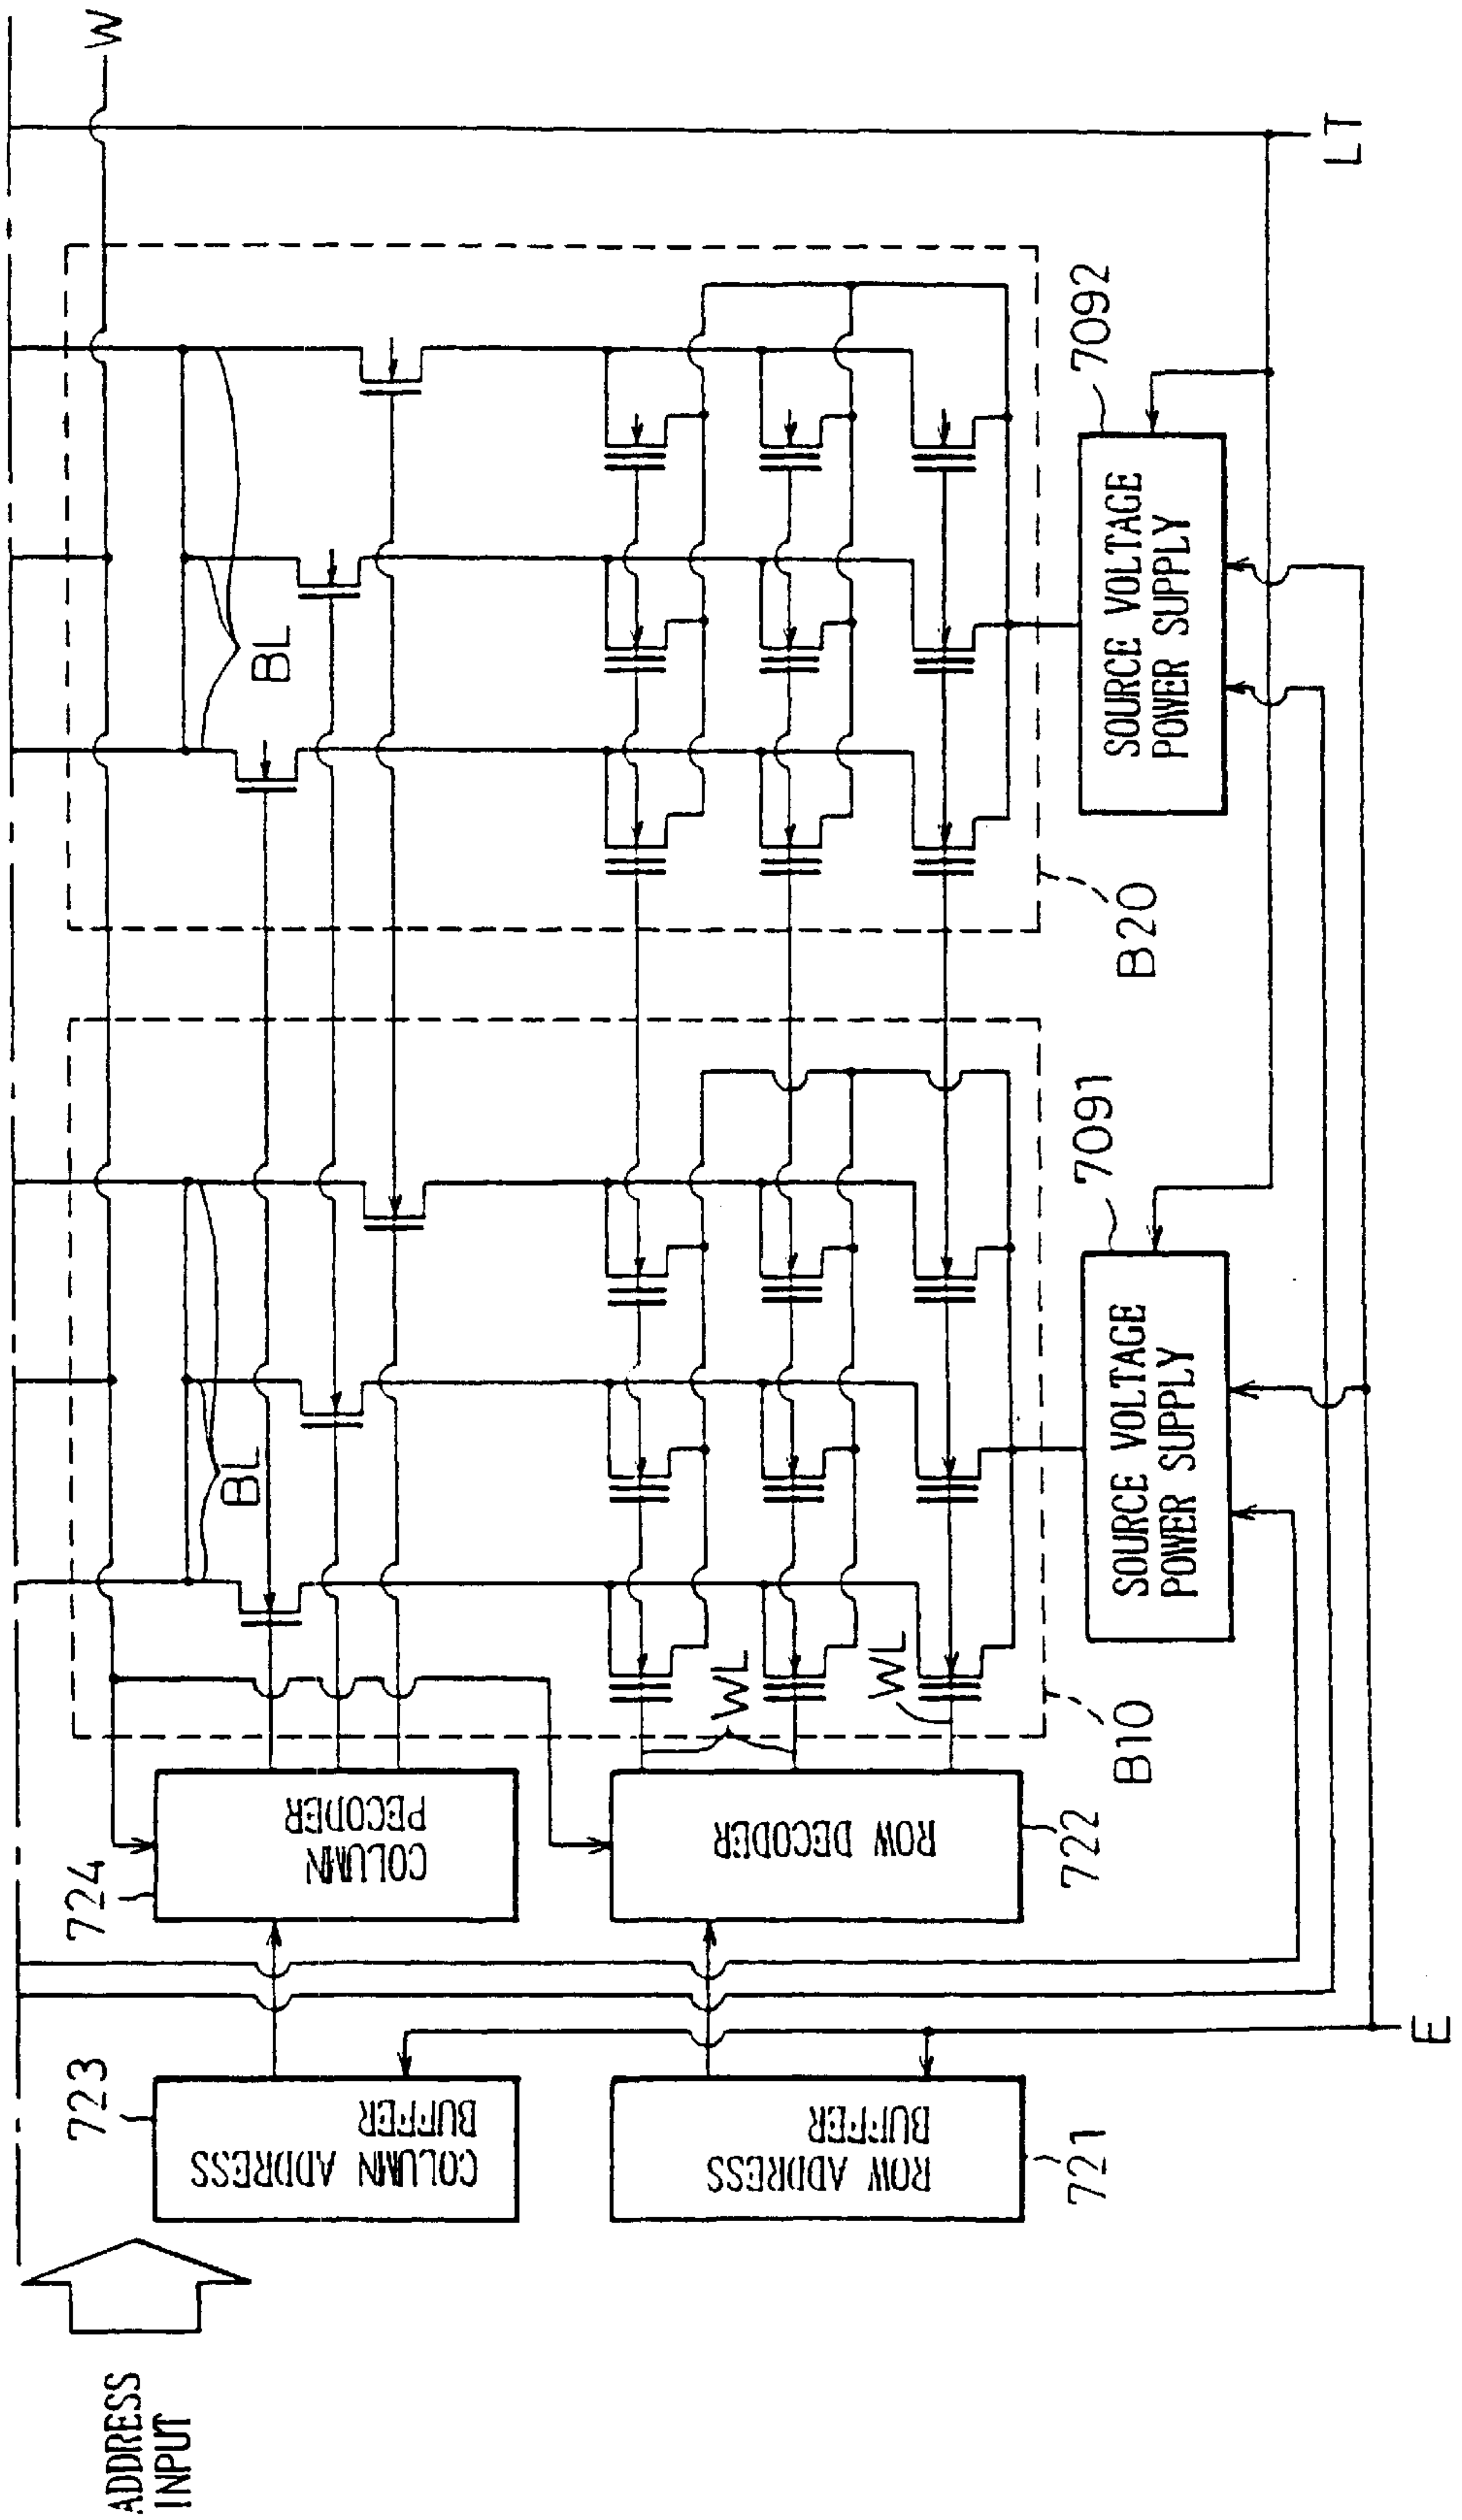 W
BL
BL
724
COLUMN
PECODER
723
COLUMN ADDRESS
BUFFER
ADDRESS
INPUT
WL
WL
ROW DECODER
722
ROW ADDRESS
BUFFER
721
B10
B20
7091
SOURCE VOLTAGE
POWER SUPPLY
7092
SOURCE VOLTAGE
POWER SUPPLY
LT
E